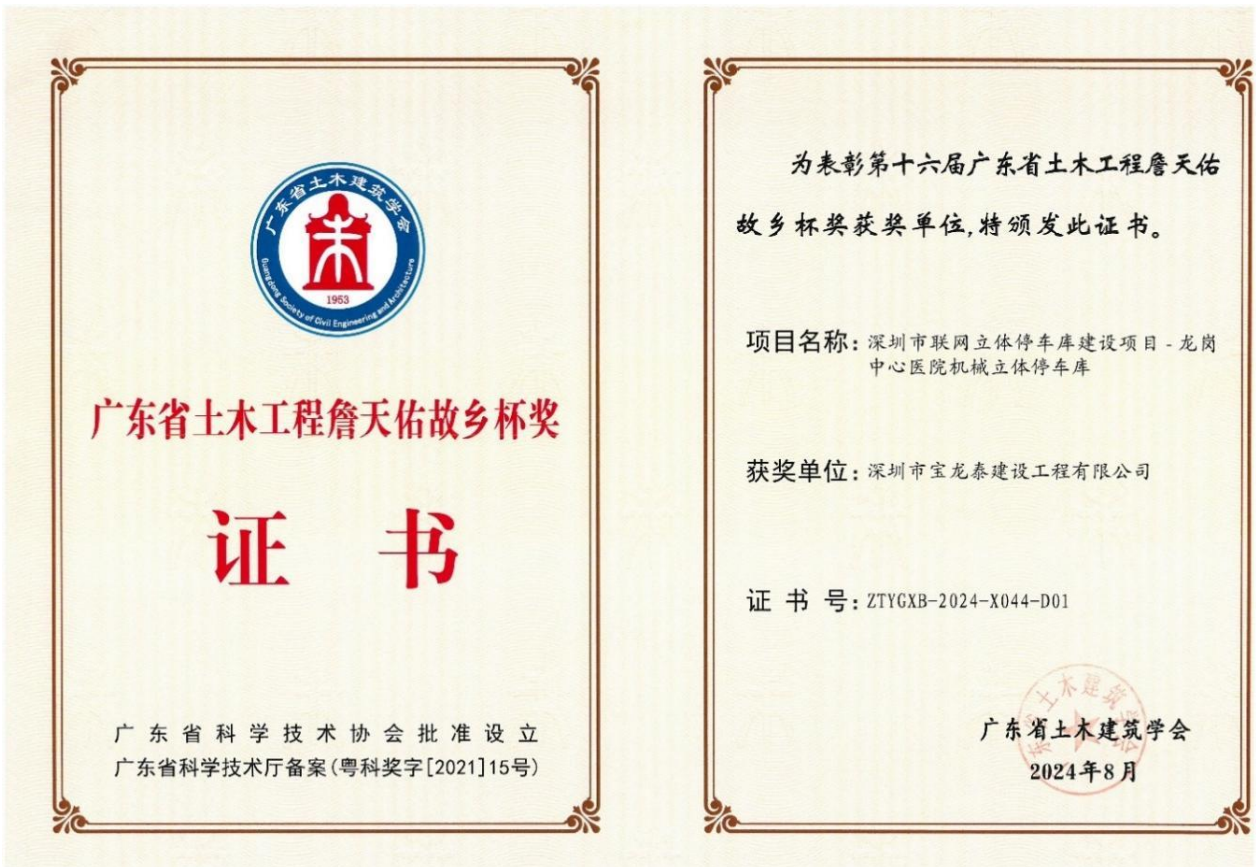 广东省土木建筑学会
Guangdong Society of Civil Engineering and Architecture
1953
广东省土木工程詹天佑故乡杯奖
证 书
广东省科学技术协会批准设立
广东省科学技术厅备案(粤科奖字[2021]15号)
为表彰第十六届广东省土木工程詹天佑
故乡杯奖获奖单位,特颁发此证书。
项目名称:深圳市联网立体停车库建设项目-龙岗
中心医院机械立体停车库
获奖单位:深圳市宝龙泰建设工程有限公司
证 书 号:ZTYGXB-2024-X044-D01
广东省土木建筑学会
2024年8月